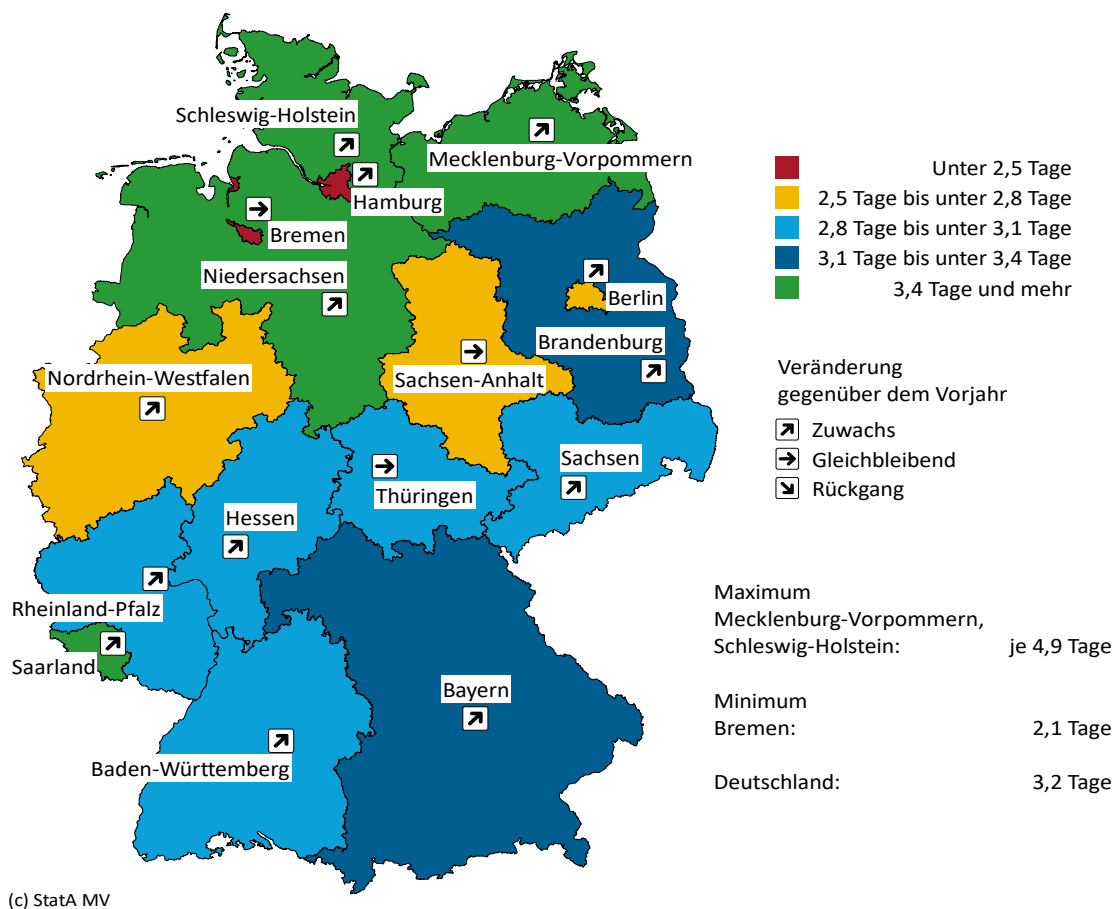 Schleswig-Holstein
Mecklenburg-Vorpommern
Hamburg
Bremen
Niedersachsen
Berlin
Brandenburg
Nordrhein-Westfalen
Sachsen-Anhalt
Sachsen
Thüringen
Hessen
Rheinland-Pfalz
Saarland
Bayern
Baden-Württemberg
Unter 2,5 Tage
2,5 Tage bis unter 2,8 Tage
2,8 Tage bis unter 3,1 Tage
3,1 Tage bis unter 3,4 Tage
3,4 Tage und mehr
Veränderung
gegenüber dem Vorjahr
Zuwachs
Gleichbleibend
Rückgang
Maximum
Mecklenburg-Vorpommern,
Schleswig-Holstein: je 4,9 Tage
Minimum
Bremen: 2,1 Tage
Deutschland: 3,2 Tage
(c) StatA MV